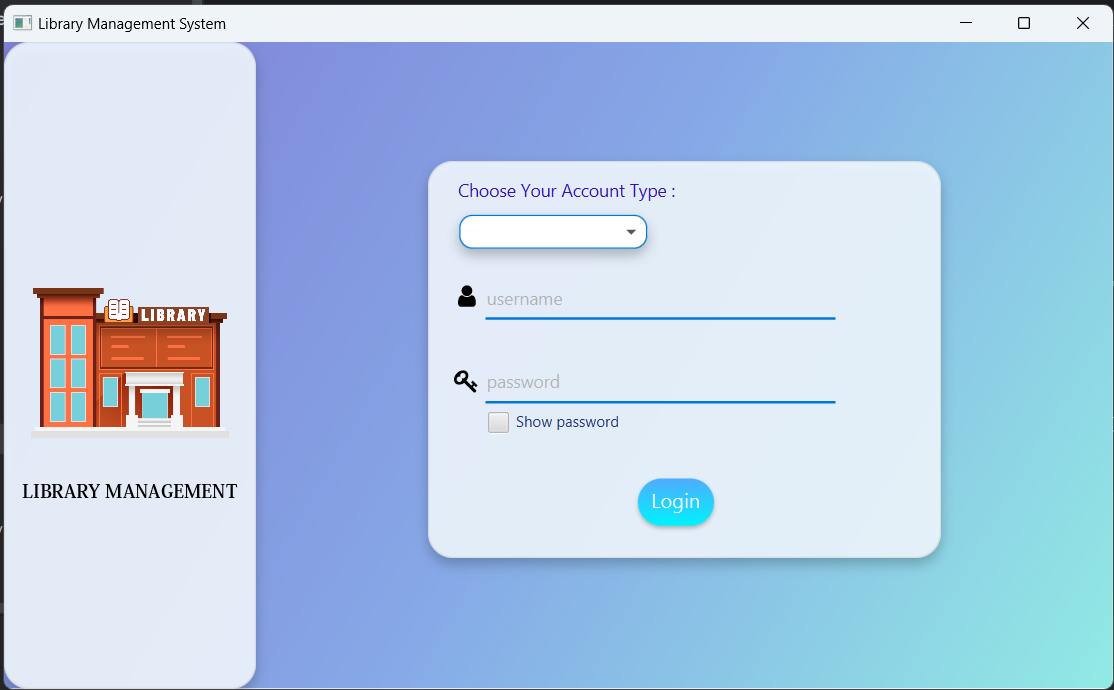 Library Management System
LIBRARY
LIBRARY MANAGEMENT
Choose Your Account Type :
username
password
Show password
Login